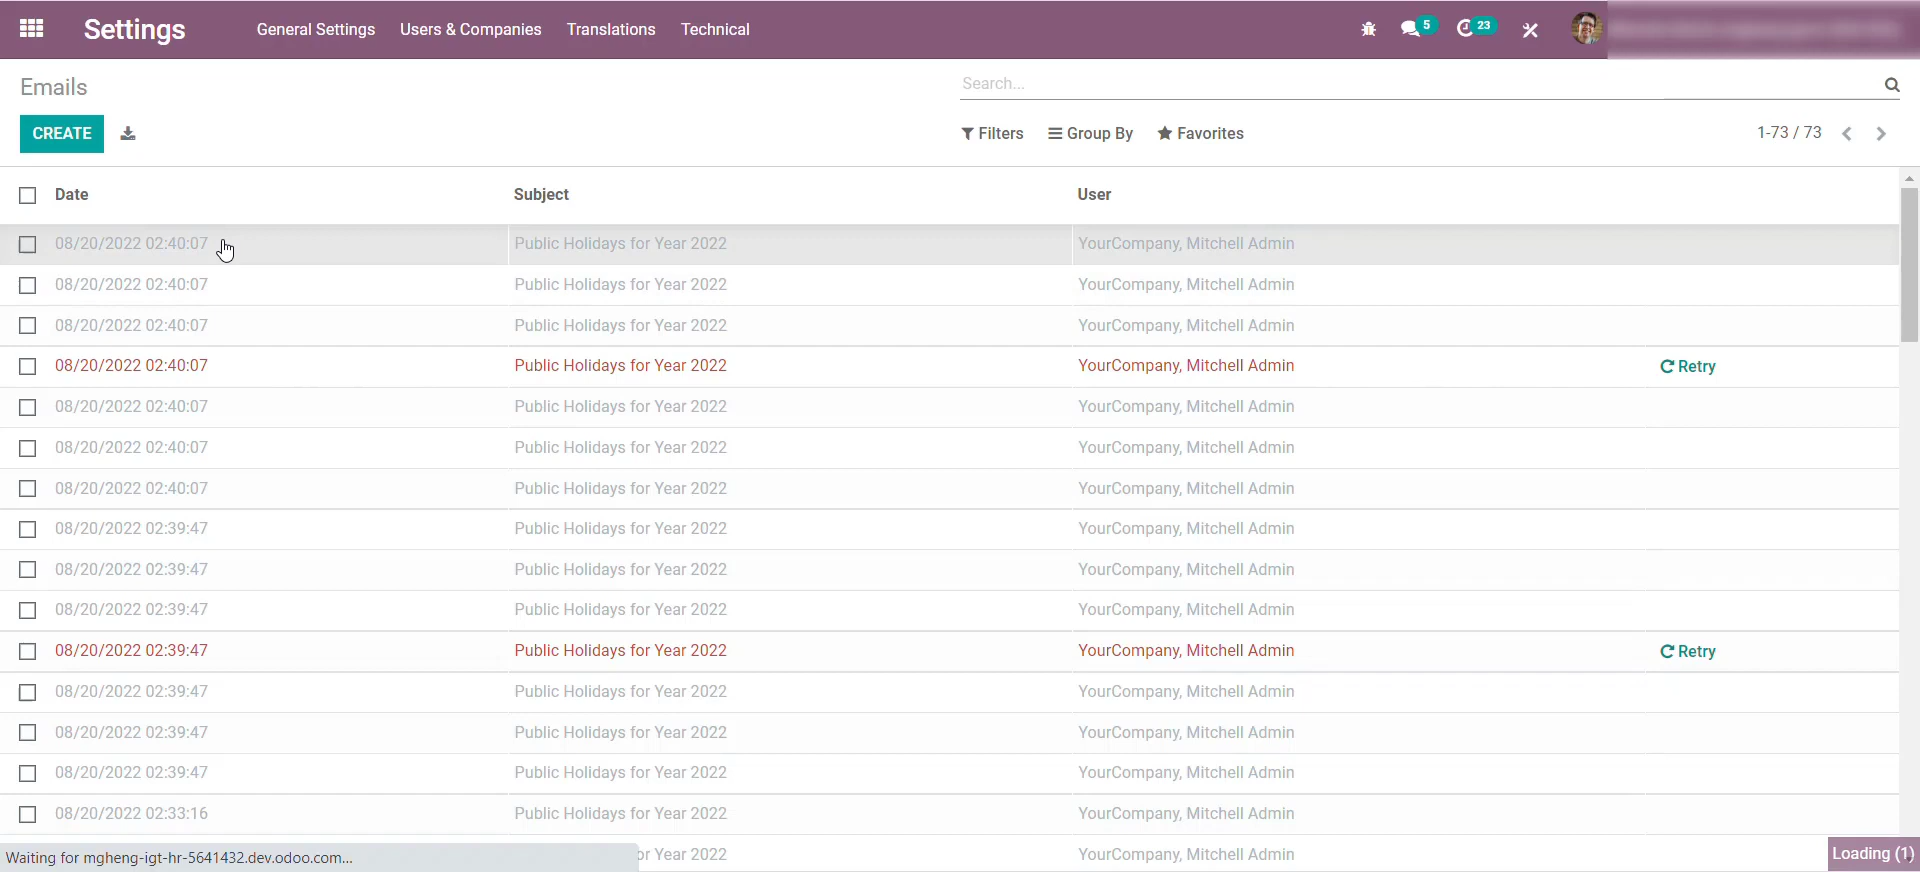 Settings General Settings Users & Companies Translations Technical 5 23
Emails
Search...
CREATE Filters Group By Favorites 1-73 / 73
Date Subject User
08/20/2022 02:40:07 Public Holidays for Year 2022 YourCompany, Mitchell Admin
08/20/2022 02:40:07 Public Holidays for Year 2022 YourCompany, Mitchell Admin
08/20/2022 02:40:07 Public Holidays for Year 2022 YourCompany, Mitchell Admin
08/20/2022 02:40:07 Public Holidays for Year 2022 YourCompany, Mitchell Admin Retry
08/20/2022 02:40:07 Public Holidays for Year 2022 YourCompany, Mitchell Admin
08/20/2022 02:40:07 Public Holidays for Year 2022 YourCompany, Mitchell Admin
08/20/2022 02:40:07 Public Holidays for Year 2022 YourCompany, Mitchell Admin
08/20/2022 02:39:47 Public Holidays for Year 2022 YourCompany, Mitchell Admin
08/20/2022 02:39:47 Public Holidays for Year 2022 YourCompany, Mitchell Admin
08/20/2022 02:39:47 Public Holidays for Year 2022 YourCompany, Mitchell Admin
08/20/2022 02:39:47 Public Holidays for Year 2022 YourCompany, Mitchell Admin Retry
08/20/2022 02:39:47 Public Holidays for Year 2022 YourCompany, Mitchell Admin
08/20/2022 02:39:47 Public Holidays for Year 2022 YourCompany, Mitchell Admin
08/20/2022 02:39:47 Public Holidays for Year 2022 YourCompany, Mitchell Admin
08/20/2022 02:33:16 Public Holidays for Year 2022 YourCompany, Mitchell Admin
Waiting for mgheng-igt-hr-5641432.dev.odoo.com... or Year 2022 YourCompany, Mitchell Admin Loading (1)